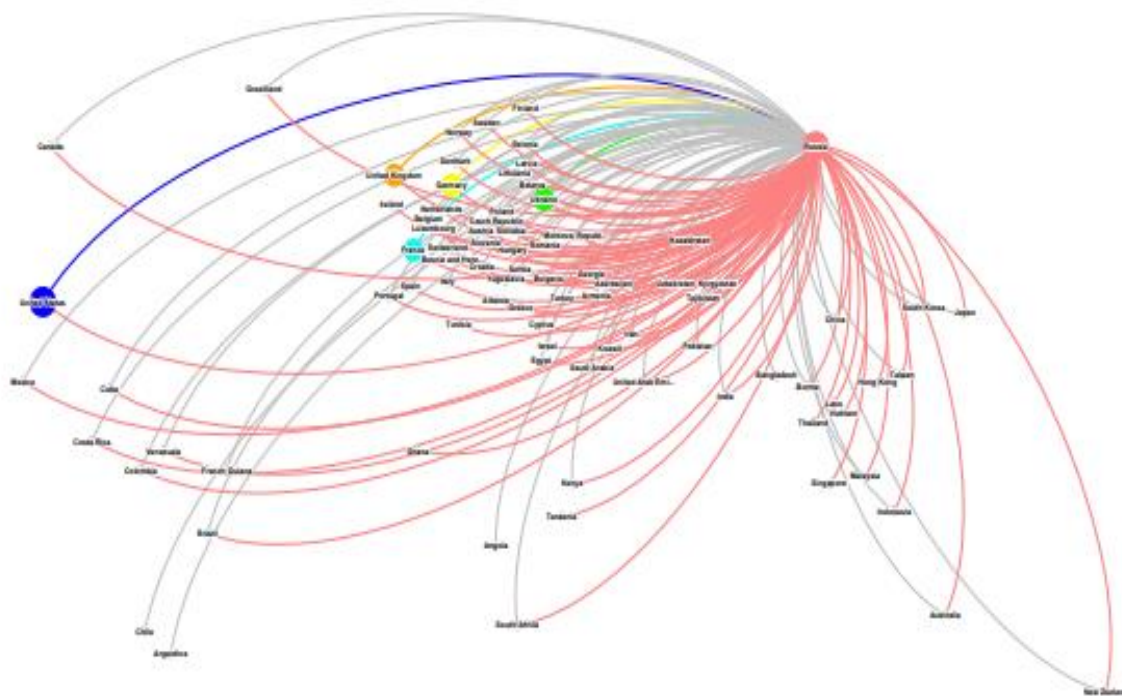 Greenland
Finland
Sweden
Norway
Canada
Estonia
Russia
Denmark
Latvia
Lithuania
United Kingdom
Germany
Belarus
Ukraine
Ireland
Netherlands
Poland
Belgium
Czech Republic
Luxembourg
Austria
Slovakia
Moldova, Republi...
Kazakhstan
France
Switzerland
Slovenia
Romania
Hungary
Bosnia and Herz...
Croatia
Serbia
Georgia
Italy
Yugoslavia
Bulgaria
Azerbaijan
Uzbekistan
Kyrgyzstan
Spain
Portugal
Albania
Turkey
Armenia
Tajikistan
United States
Greece
South Korea
Japan
Tunisia
Cyprus
China
Iran
Israel
Kuwait
Pakistan
Egypt
Saudi Arabia
Mexico
Cuba
United Arab Emi...
Bangladesh
Taiwan
Burma
Hong Kong
India
Laos
Vietnam
Thailand
Costa Rica
Venezuela
Ghana
Colombia
French Guiana
Kenya
Singapore
Malaysia
Tanzania
Indonesia
Brazil
Angola
South Africa
Australia
Chile
Argentina
New Zealand